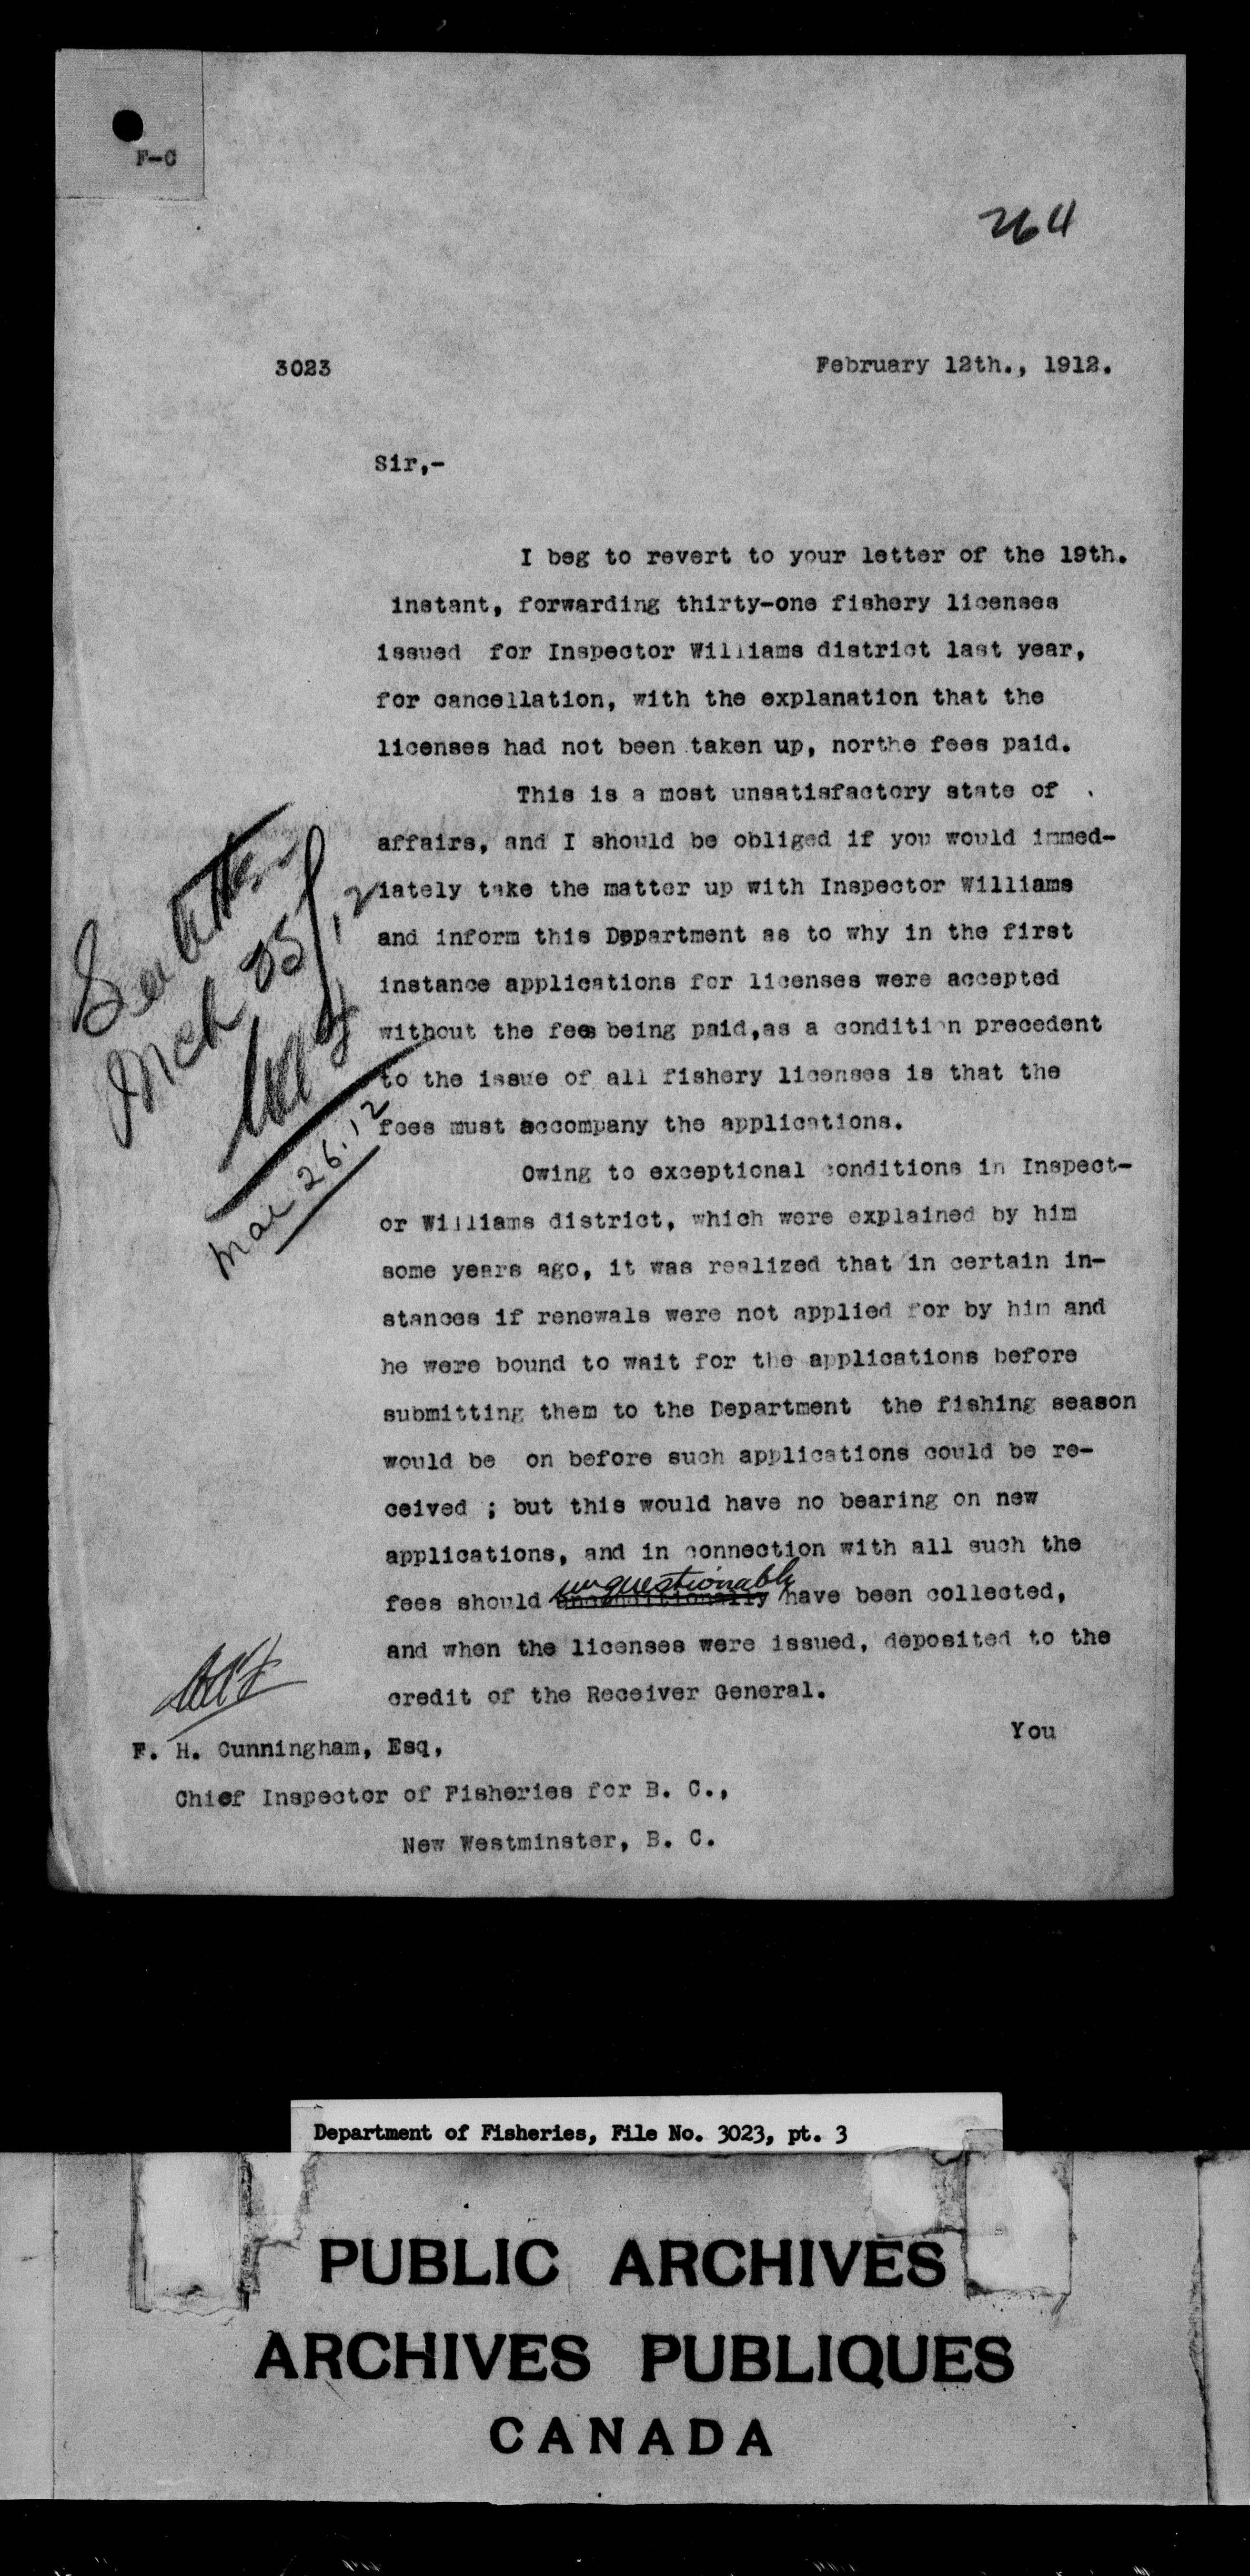 F-C
264
3023 February 12th., 1912.
Sir,-
I beg to revert to your letter of the 19th.
instant, forwarding thirty-one fishery licenses
issued for Inspector Williams district last year,
for cancellation, with the explanation that the
licenses had not been taken up, northe fees paid.
This is a most unsatisfactory state of
affairs, and I should be obliged if you would immed-
iately take the matter up with Inspector Williams
and inform this Department as to why in the first
instance applications for licenses were accepted
without the fees being paid,as a condition precedent
to the issue of all fishery licenses is that the
fees must accompany the applications.
Owing to exceptional conditions in Inspect-
or Williams district, which were explained by him
some years ago, it was realized that in certain in-
stances if renewals were not applied for by him and
he were bound to wait for the applications before
submitting them to the Department the fishing season
would be on before such applications could be re-
ceived ; but this would have no bearing on new
applications, and in connection with all such the
fees should unquestionably have been collected,
and when the licenses were issued, deposited to the
credit of the Receiver General.
You
Mch 25/12
Mar 26.12
F. H. Cunningham, Esq,
Chief Inspector of Fisheries for B. C.,
New Westminster, B. C.
Department of Fisheries, File No. 3023, pt. 3
PUBLIC ARCHIVES
ARCHIVES PUBLIQUES
CANADA